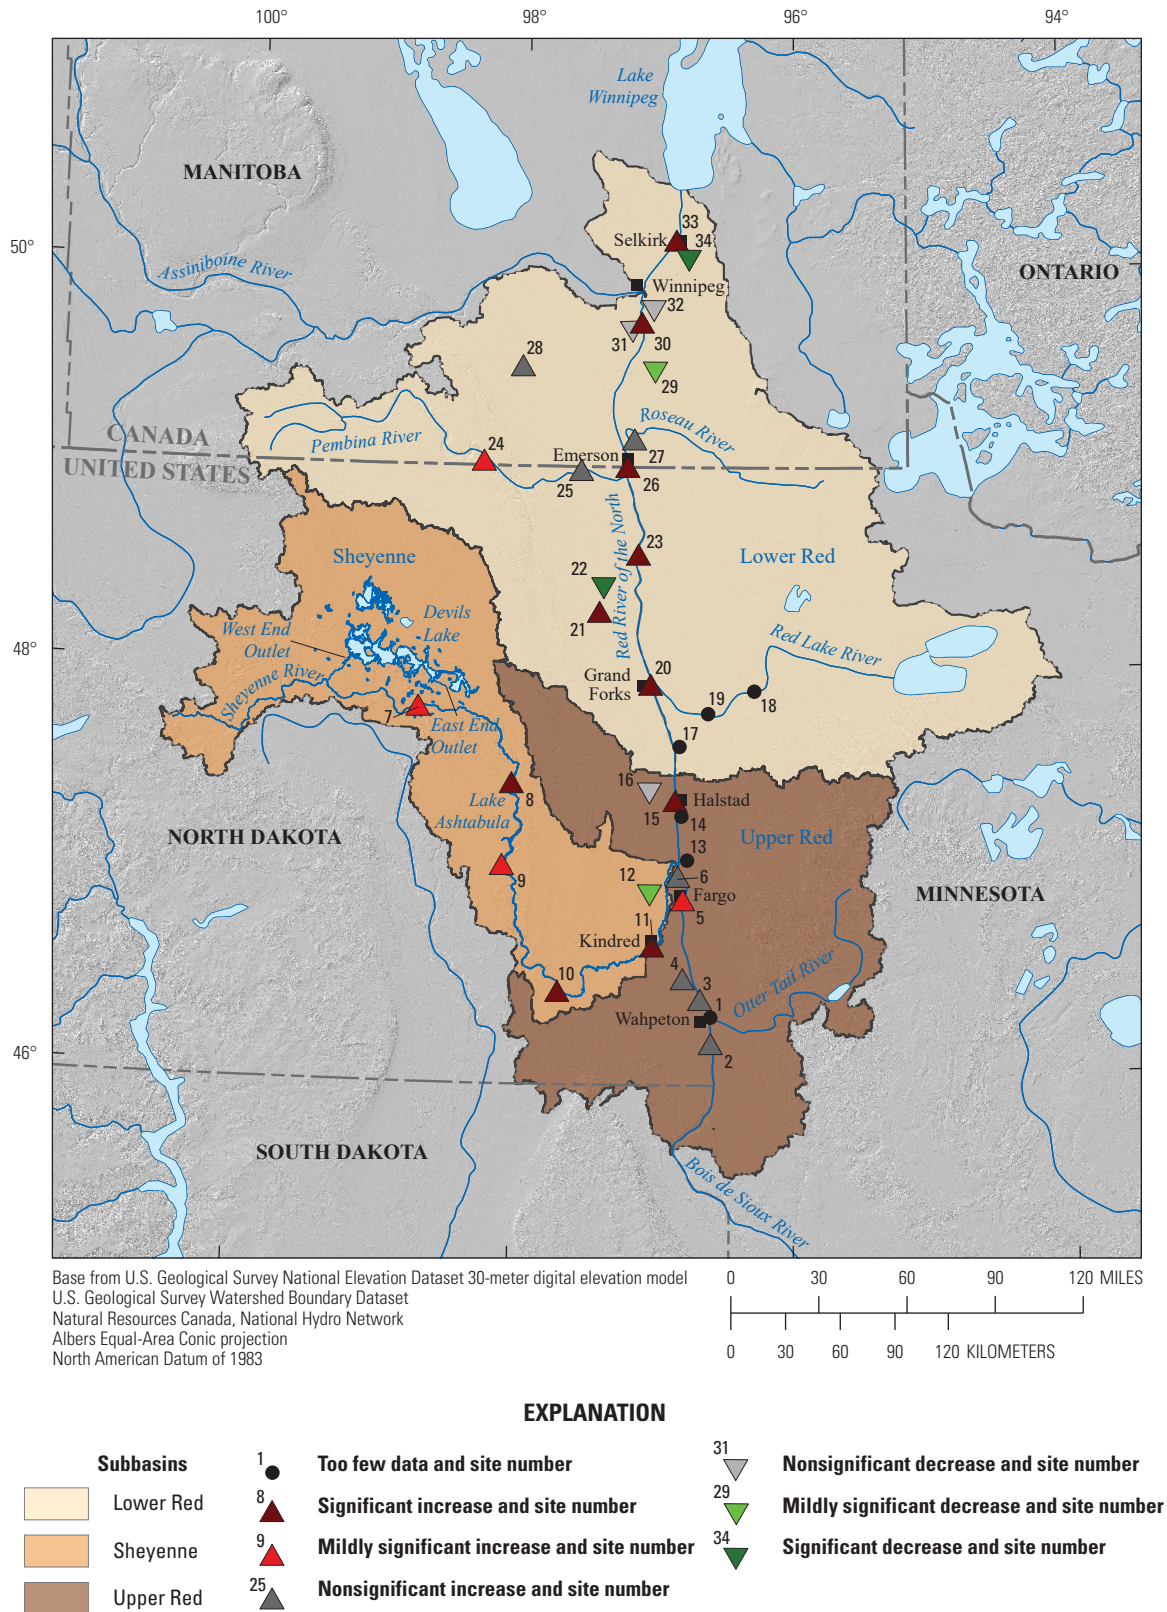 100°
98°
96°
94°
Lake
Winnipeg
MANITOBA
33
Selkirk
34
50°
Assiniboine River
ONTARIO
Winnipeg
32
31
30
28
29
Roseau River
CANADA
Pembina River
24
Emerson
27
UNITED STATES
25
26
Red River of the North
23
Sheyenne
Lower Red
22
Devils
Lake
21
West End
Outlet
Red Lake River
48°
Sheyenne River
20
Grand
Forks
18
19
7
East End
Outlet
17
16
8
Halstad
Lake
Ashtabula
15
14
NORTH DAKOTA
Upper Red
13
9
12
6
Fargo
MINNESOTA
5
11
Kindred
10
4
3
Otter Tail River
1
Wahpeton
46°
2
SOUTH DAKOTA
Bois de Sioux River
Base from U.S. Geological Survey National Elevation Dataset 30-meter digital elevation model
U.S. Geological Survey Watershed Boundary Dataset
Natural Resources Canada, National Hydro Network
Albers Equal-Area Conic projection
North American Datum of 1983
0 30 60 90 120 MILES
0 30 60 90 120 KILOMETERS
EXPLANATION
Subbasins
Lower Red
Sheyenne
Upper Red
1 Too few data and site number
8 Significant increase and site number
9 Mildly significant increase and site number
25 Nonsignificant increase and site number
31 Nonsignificant decrease and site number
29 Mildly significant decrease and site number
34 Significant decrease and site number